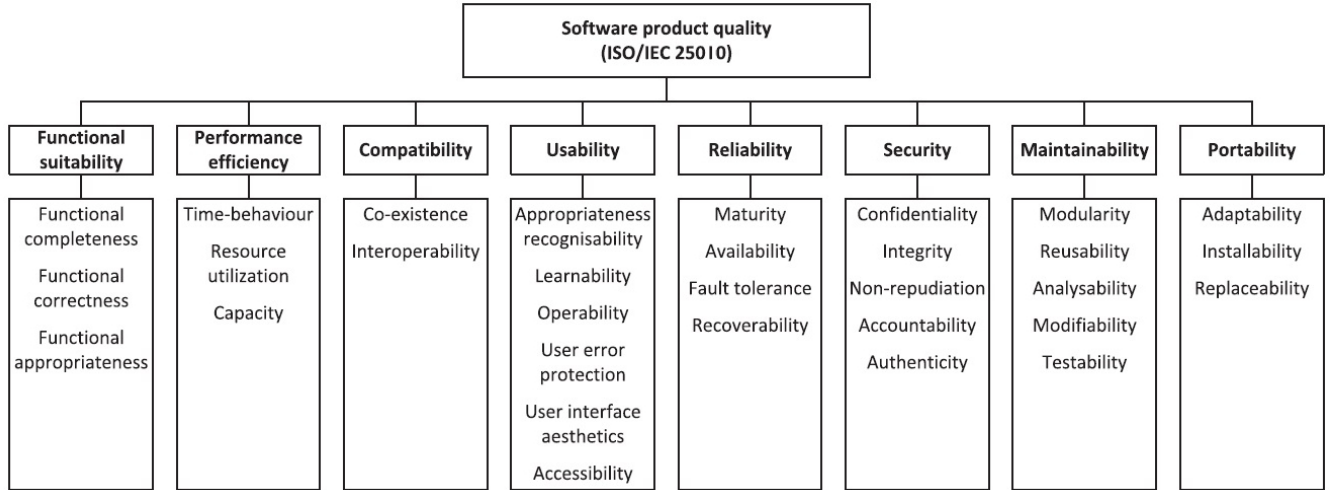 Software product quality
(ISO/IEC 25010)
Functional
suitability
Performance
efficiency
Compatibility
Usability
Reliability
Security
Maintainability
Portability
Functional
completeness
Functional
correctness
Functional
appropriateness
Time-behaviour
Resource
utilization
Capacity
Co-existence
Interoperability
Appropriateness
recognisability
Learnability
Operability
User error
protection
User interface
aesthetics
Accessibility
Maturity
Availability
Fault tolerance
Recoverability
Confidentiality
Integrity
Non-repudiation
Accountability
Authenticity
Modularity
Reusability
Analysability
Modifiability
Testability
Adaptability
Installability
Replaceability